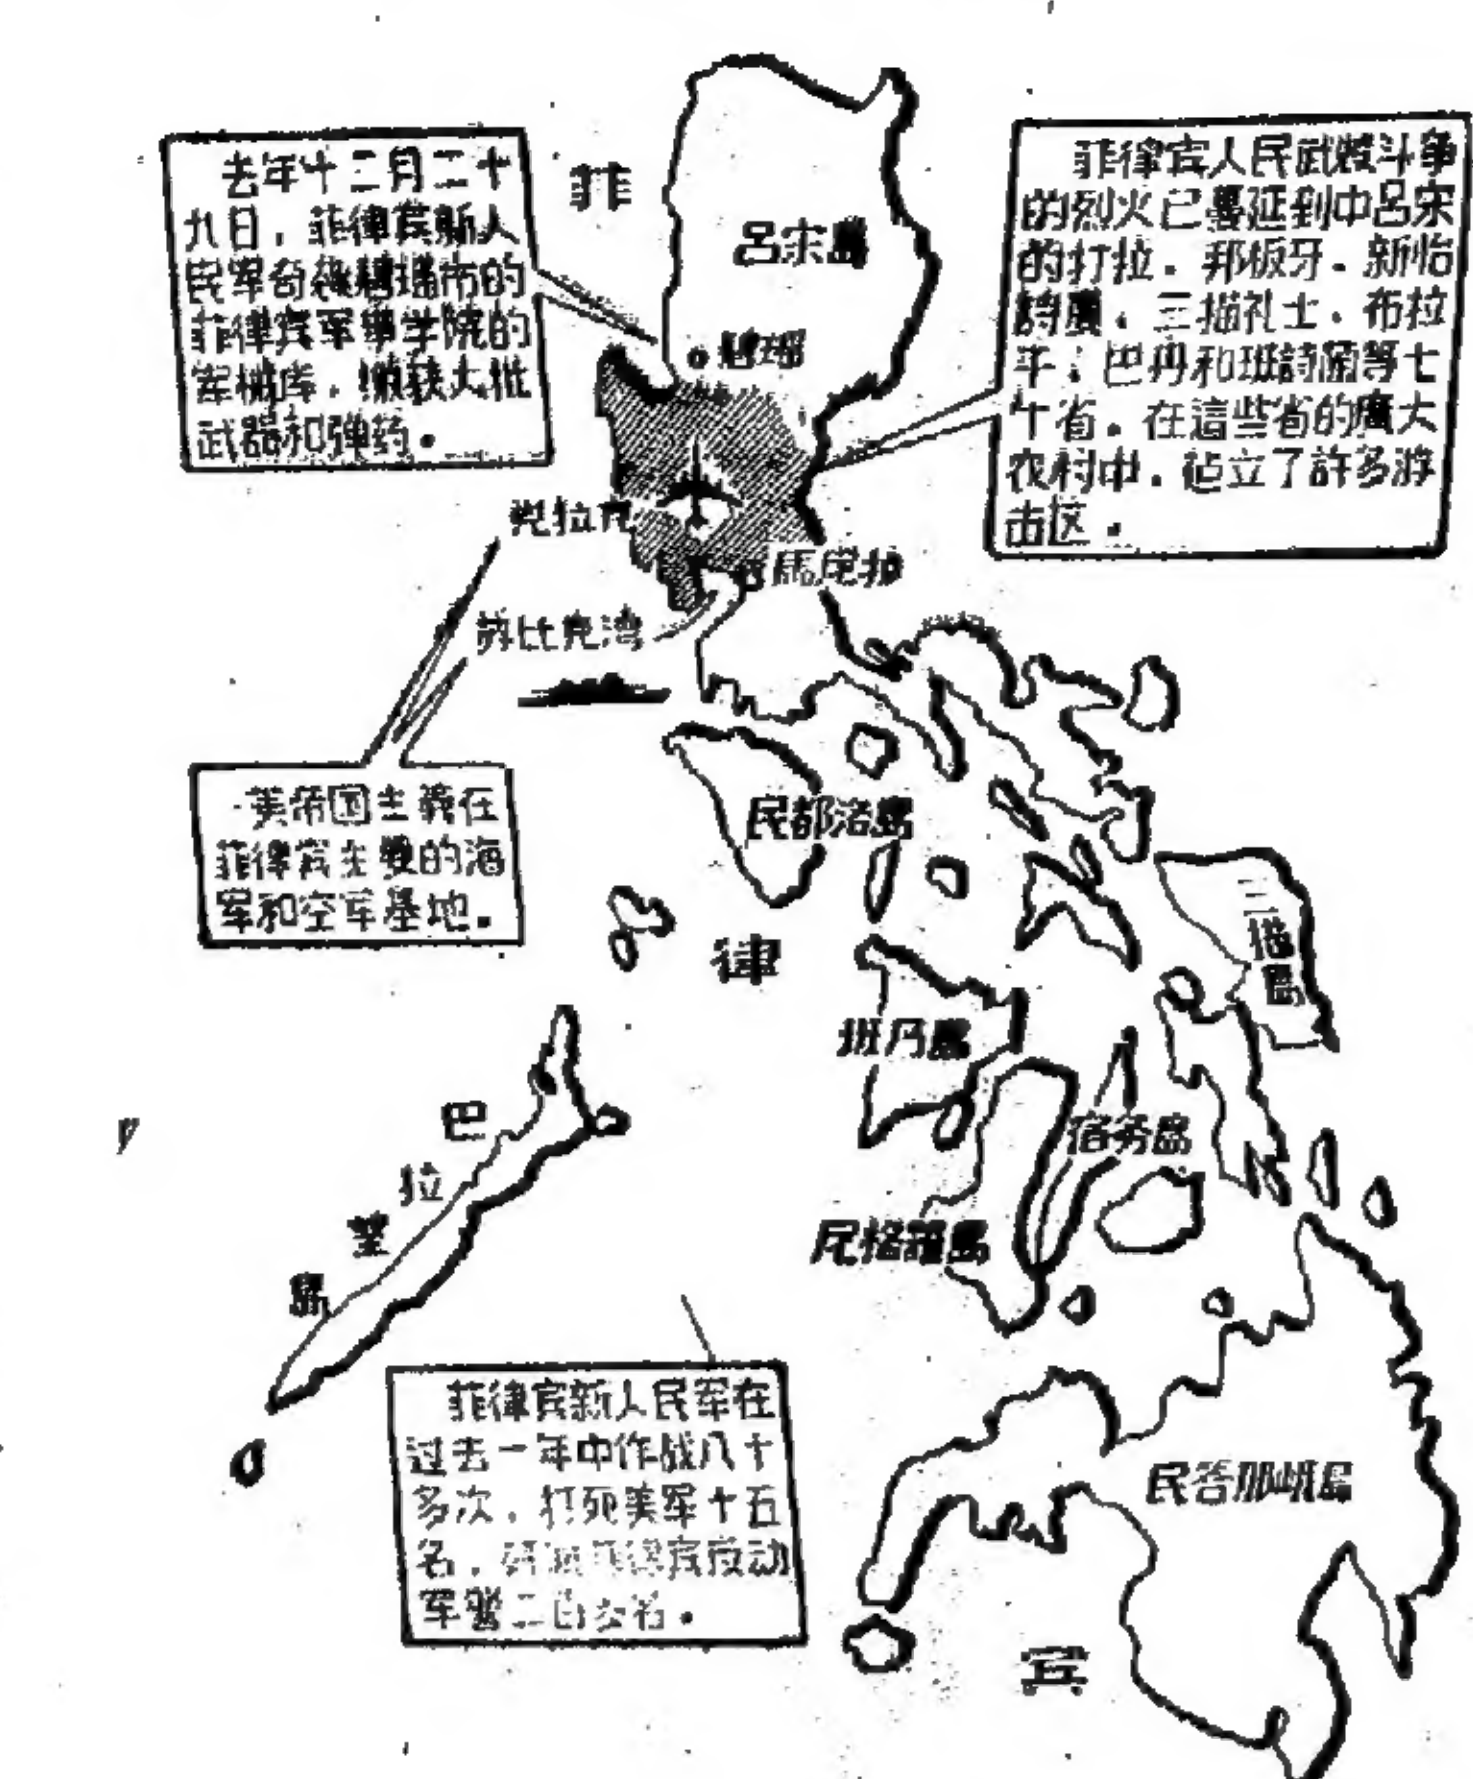 去年十二月二十
九日，菲律宾新人
民军奇袭碧瑶市的
菲律宾军事学院的
军械库，缴获大批
武器和弹药。
菲
呂宋島
碧瑶
菲律宾人民武装斗争
的烈火已蔓延到中呂宋
的打拉、邦板牙、新怡
詩夏、三描礼士、布拉
干、巴丹和班詩蘭等七
个省。在這些省的廣大
农村中，建立了許多游
击区。
克拉克
馬尼拉
苏比克湾
美帝国主義在
菲律宾主要的海
军和空军基地。
民都洛島
律
三描島
班乃島
宿务島
尼格羅島
巴
拉
望
島
菲律宾新人民军在
过去一年中作战八十
多次，打死美军十五
名，歼灭菲律宾反动
军警二百多名。
民答那峨島
宾